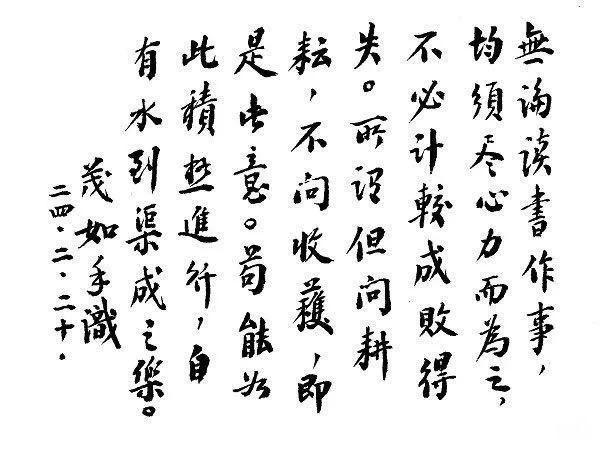 無論讀書作事，
均須尽心力而為之，
不必計較成敗得
失。所謂但问耕
耘，不问收穫，即
是此意。苟能如
此積極進行，自
有水到渠成之樂。
茂如手識
二四·二·二十·